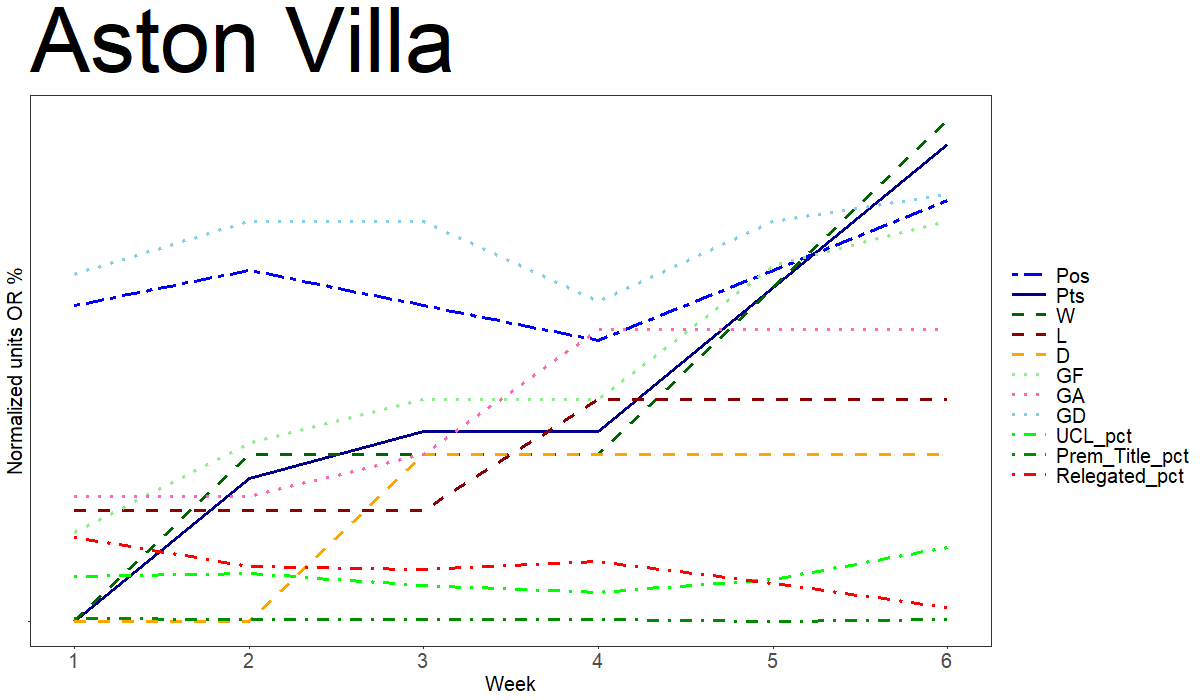 Aston Villa
Normalized units OR %
Pos
Pts
W
L
D
GF
GA
GD
UCL_pct
Prem_Title_pct
Relegated_pct
1 2 3 4 5 6
Week